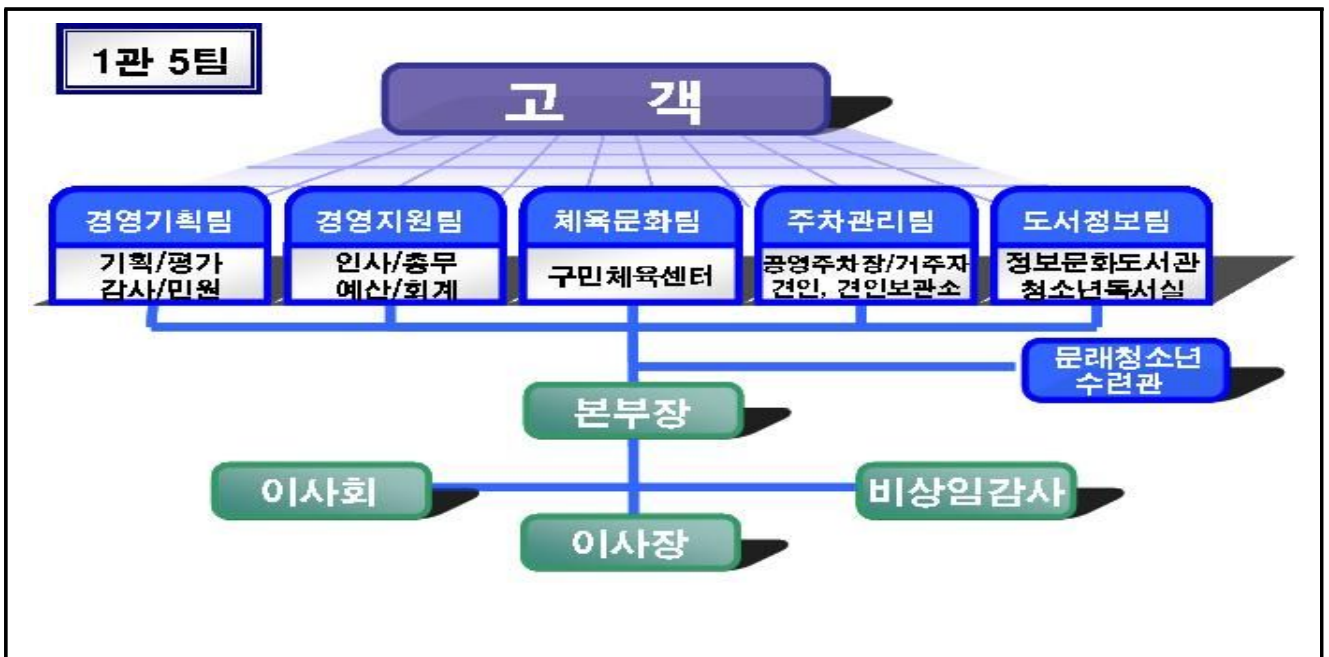 1관 5팀
고 객
경영기획팀
기획/평가
감사/민원
경영지원팀
인사/총무
예산/회계
체육문화팀
구민체육센터
주차관리팀
공영주차장/거주자
견인, 견인보관소
도서정보팀
정보문화도서관
청소년독서실
문래청소년
수련관
본부장
이사회
비상임감사
이사장